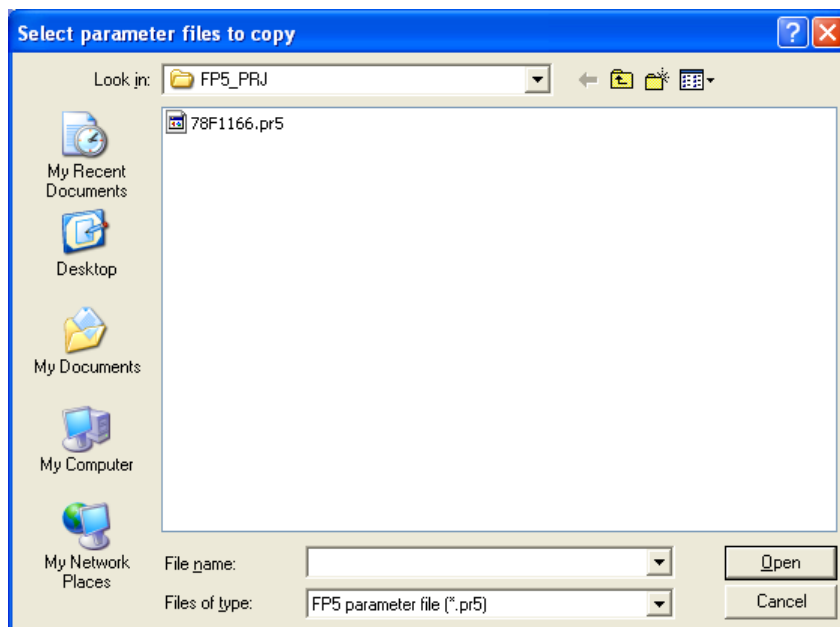 Select parameter files to copy
Look in:
FP5_PRJ
78F1166.pr5
My Recent
Documents
Desktop
My Documents
My Computer
My Network
Places
File name:
Open
Files of type:
FP5 parameter file (*.pr5)
Cancel